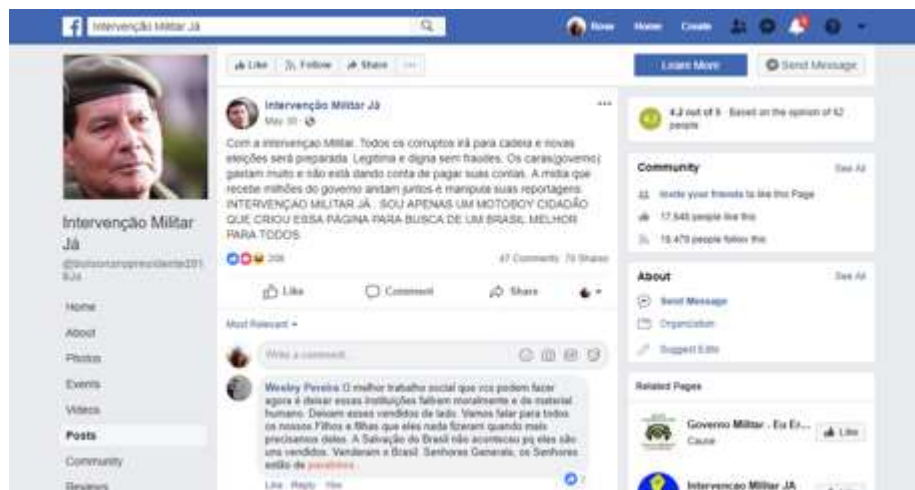 Intervenção Militar Já
Rose
Home
Create
Like
Follow
Share
Learn More
Send Message
Intervenção Militar Já
May 30
Com a intervençao Militar. Todos os corruptos irá para cadeia e novas
eleições será preparada. Legitima e digna sem fraudes. Os caras(governo)
gastam muito e não está dando conta de pagar suas contas. A midia que
recebe milhões do governo andam juntos e manipula suas reportagens.
INTERVENÇAO MILITAR JÁ . SOU APENAS UM MOTOBOY CIDADÃO
QUE CRIOU ESSA PÁGINA PARA BUSCA DE UM BRASIL MELHOR
PARA TODOS.
208
47 Comments
Shares
Like
Comment
Share
Most Relevant
Write a comment...
Wesley Pereira O melhor trabalho social que vcs podem fazer
agora é deixar essas instituições falirem moralmente e de material
humano. Deixem esses vendidos de lado. Vamos falar para todos
os nossos Filhos e filhas que eles nada fizeram quando mais
precisamos deles. A Salvação do Brasil não aconteceu pq eles são
uns vendidos. Venderam o Brasil. Senhores Generais, os Senhores
estão de parabéns
Like
Reply
Intervenção Militar
Já
Home
About
Photos
Events
Videos
Posts
Community
Reviews
4.2 out of 5 · Based on the opinion of 62
people
Community
See All
Invite your friends to like this Page
people like this
people follow this
About
See All
Send Message
Organization
Suggest Edits
Related Pages
Governo Militar . Eu
Cause
Like
Intervencao Militar JA